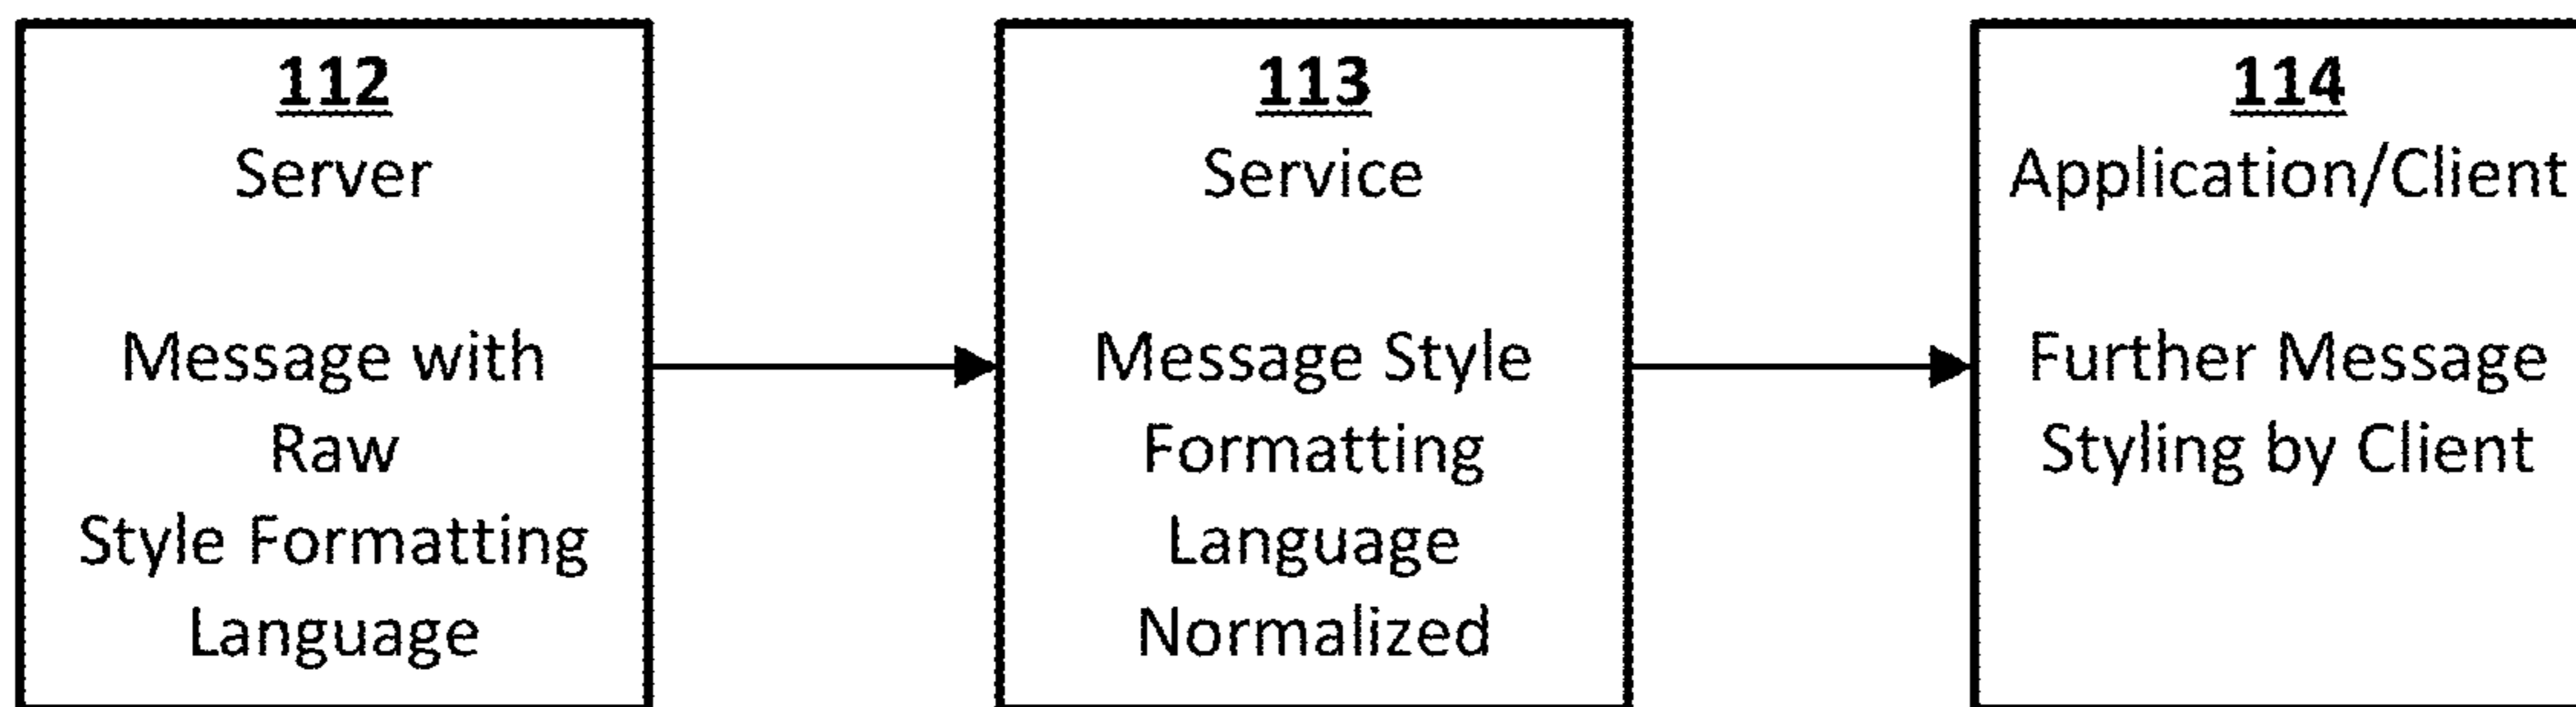 112
Server
Message with
Raw
Style Formatting
Language
113
Service
Message Style
Formatting
Language
Normalized
114
Application/Client
Further Message
Styling by Client